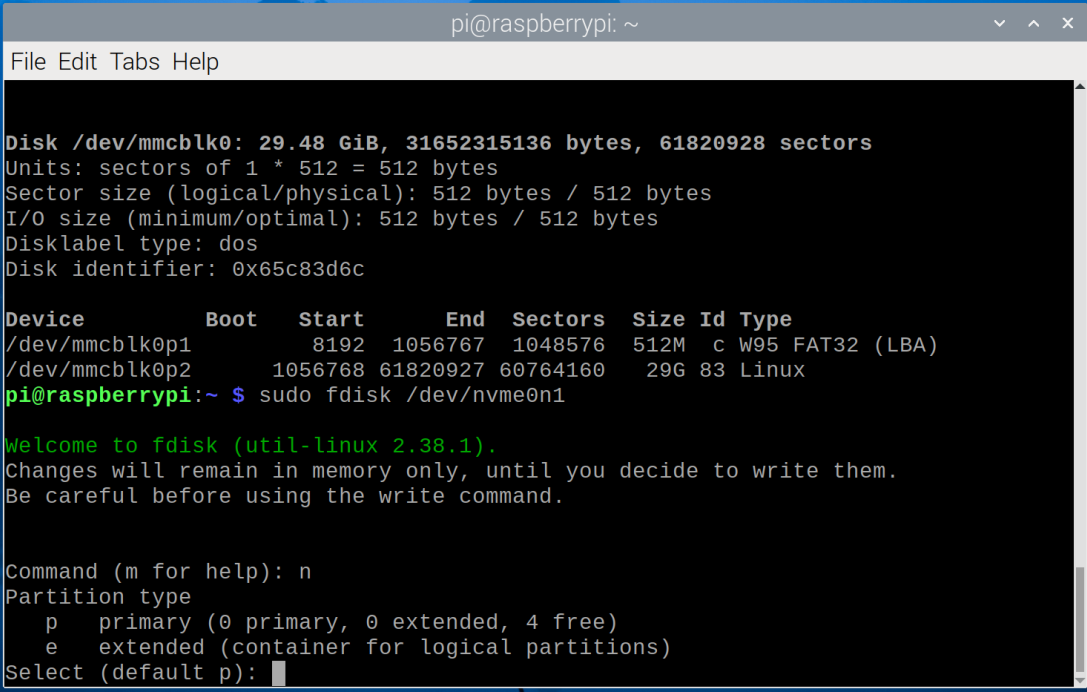 pi@raspberrypi: ~
File Edit Tabs Help
Disk /dev/mmcblk0: 29.48 GiB, 31652315136 bytes, 61820928 sectors
Units: sectors of 1 * 512 = 512 bytes
Sector size (logical/physical): 512 bytes / 512 bytes
I/O size (minimum/optimal): 512 bytes / 512 bytes
Disklabel type: dos
Disk identifier: 0x65c83d6c
Device         Boot   Start      End  Sectors  Size Id Type
/dev/mmcblk0p1         8192  1056767  1048576  512M  c W95 FAT32 (LBA)
/dev/mmcblk0p2      1056768 61820927 60764160   29G 83 Linux
pi@raspberrypi:~ $ sudo fdisk /dev/nvme0n1
Welcome to fdisk (util-linux 2.38.1).
Changes will remain in memory only, until you decide to write them.
Be careful before using the write command.
Command (m for help): n
Partition type
   p   primary (0 primary, 0 extended, 4 free)
   e   extended (container for logical partitions)
Select (default p):